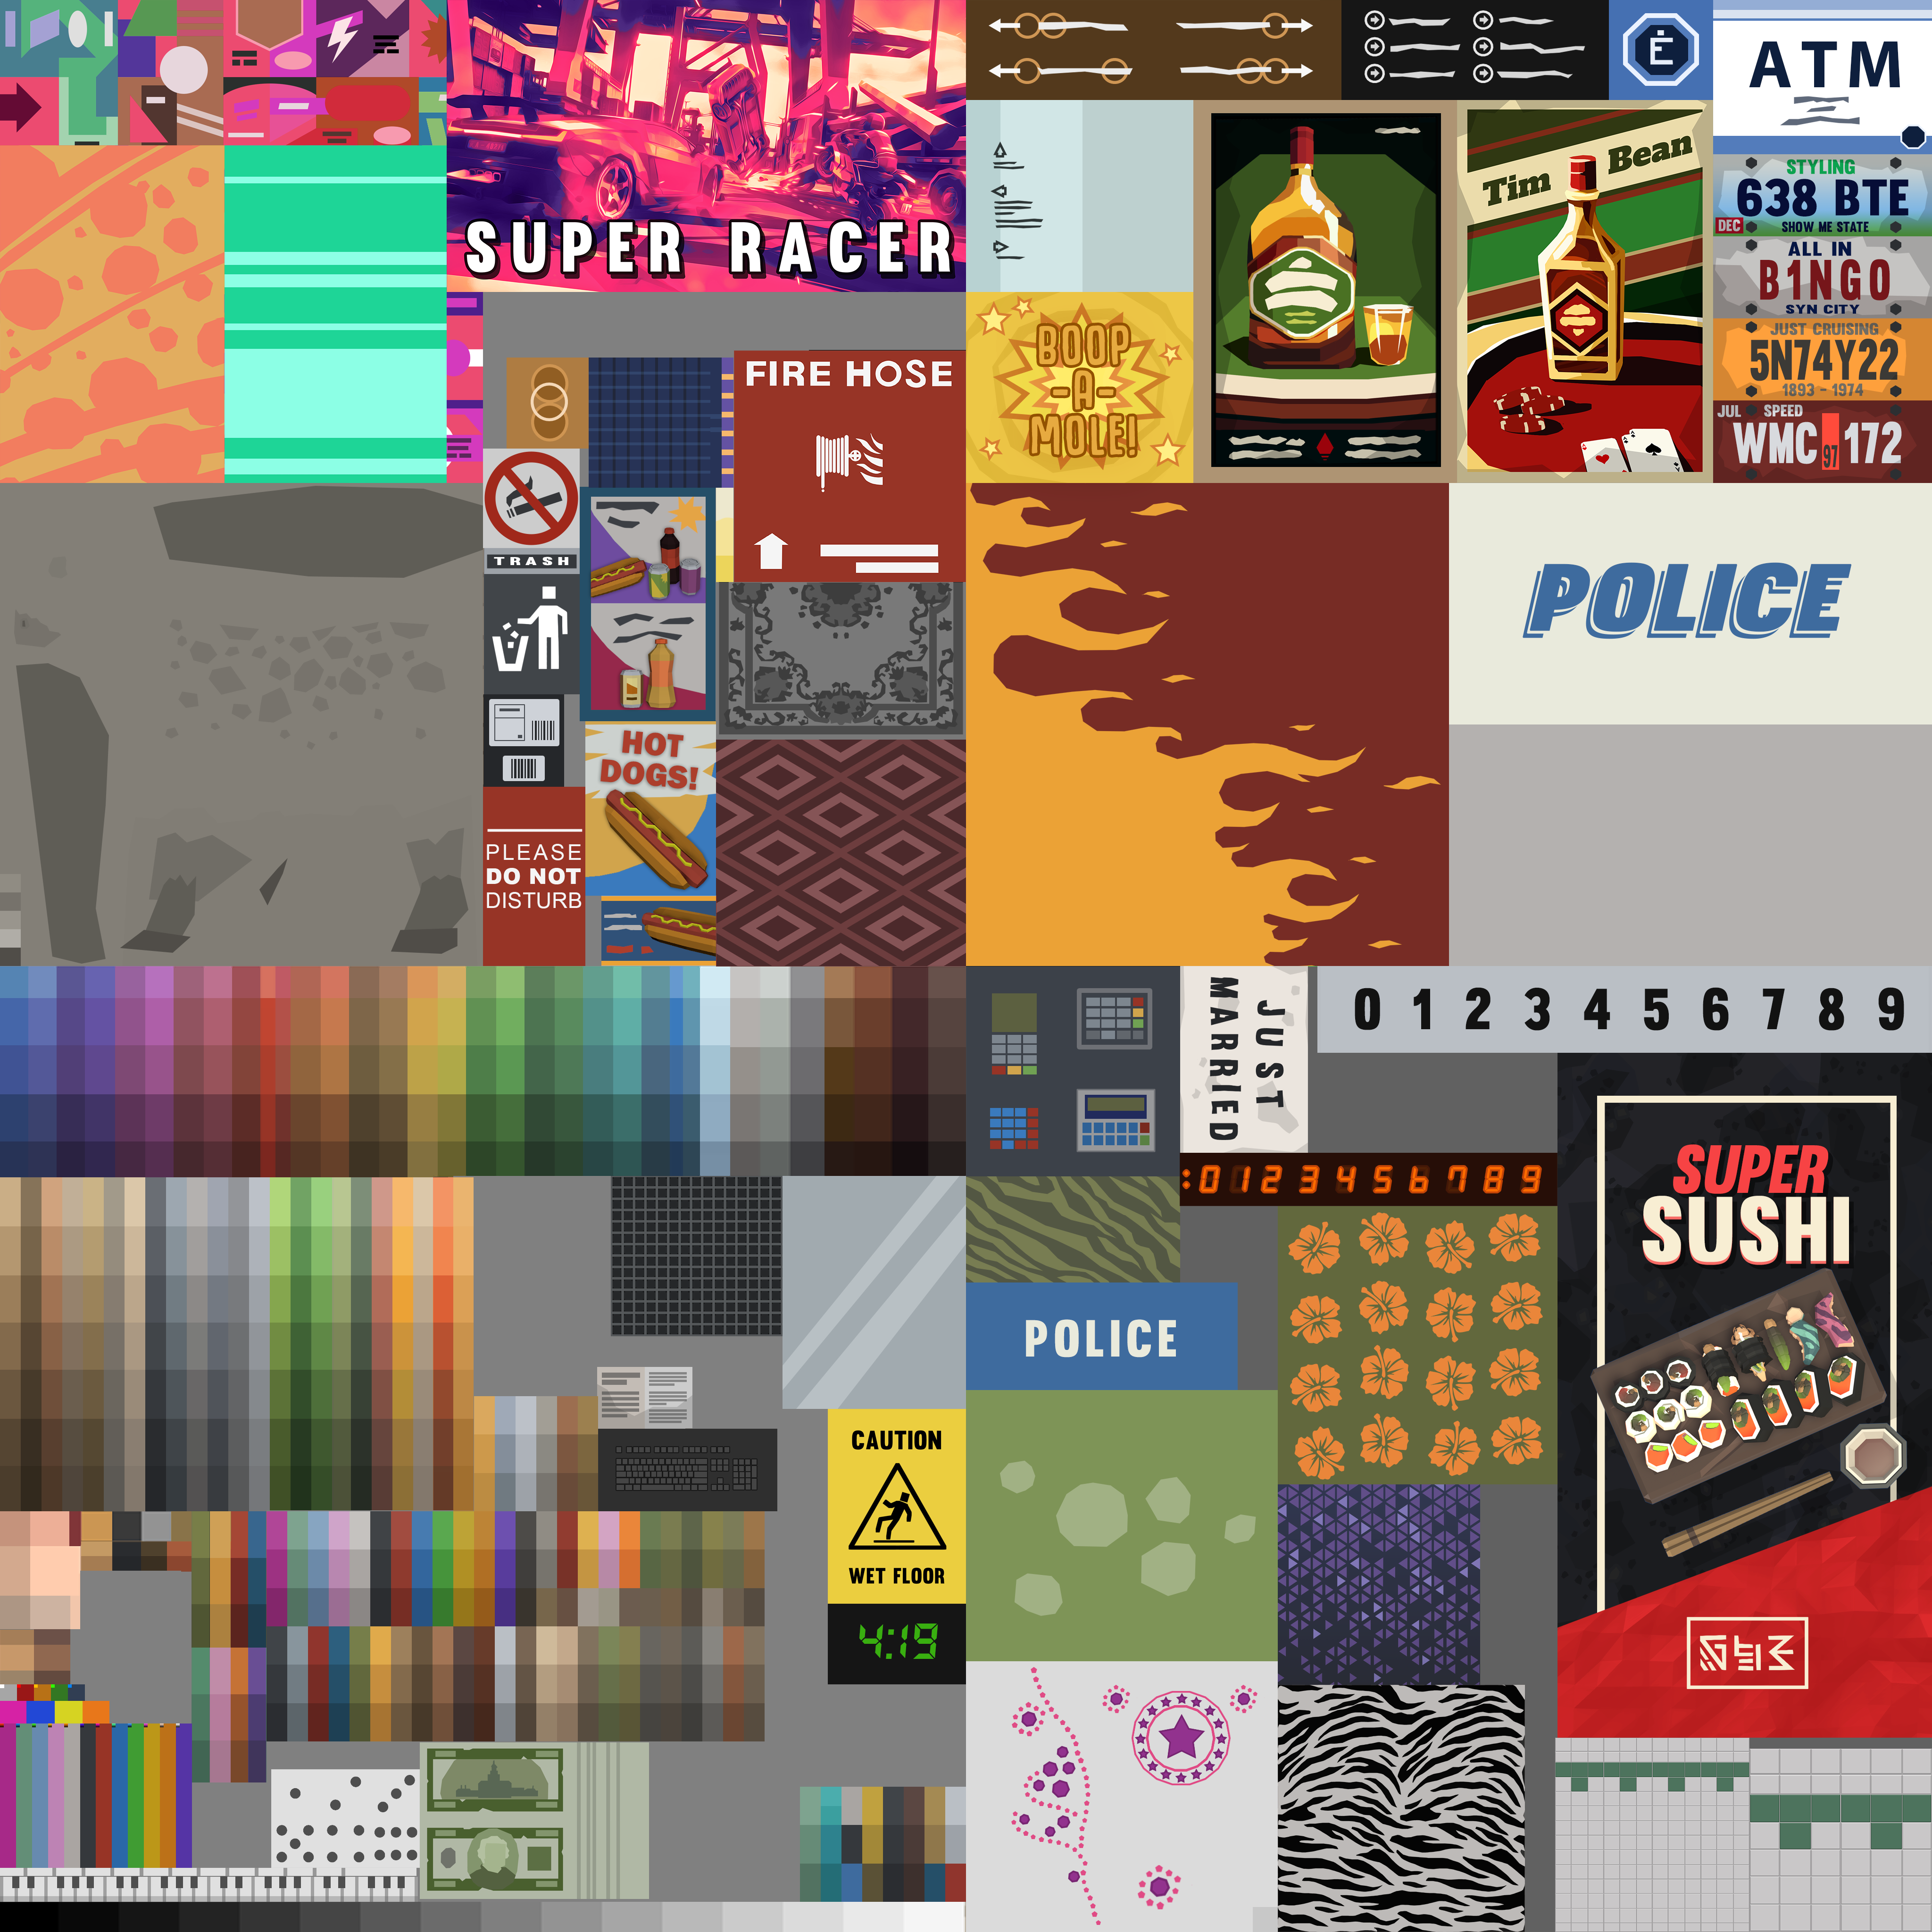 SUPER RACER
Ė
ATM
Tim Bean
STYLING
638 BTE
DEC
SHOW ME STATE
ALL IN
B1NGO
SYN CITY
JUST CRUISING
5N74Y22
1893 - 1974
JUL SPEED
WMC 97 172
BOOP
-A-
MOLE!
FIRE HOSE
TRASH
HOT
DOGS!
PLEASE
DO NOT
DISTURB
POLICE
JUST
MARRIED
0 1 2 3 4 5 6 7 8 9
:0 1 2 3 4 5 6 7 8 9
SUPER
SUSHI
POLICE
CAUTION
WET FLOOR
4:19